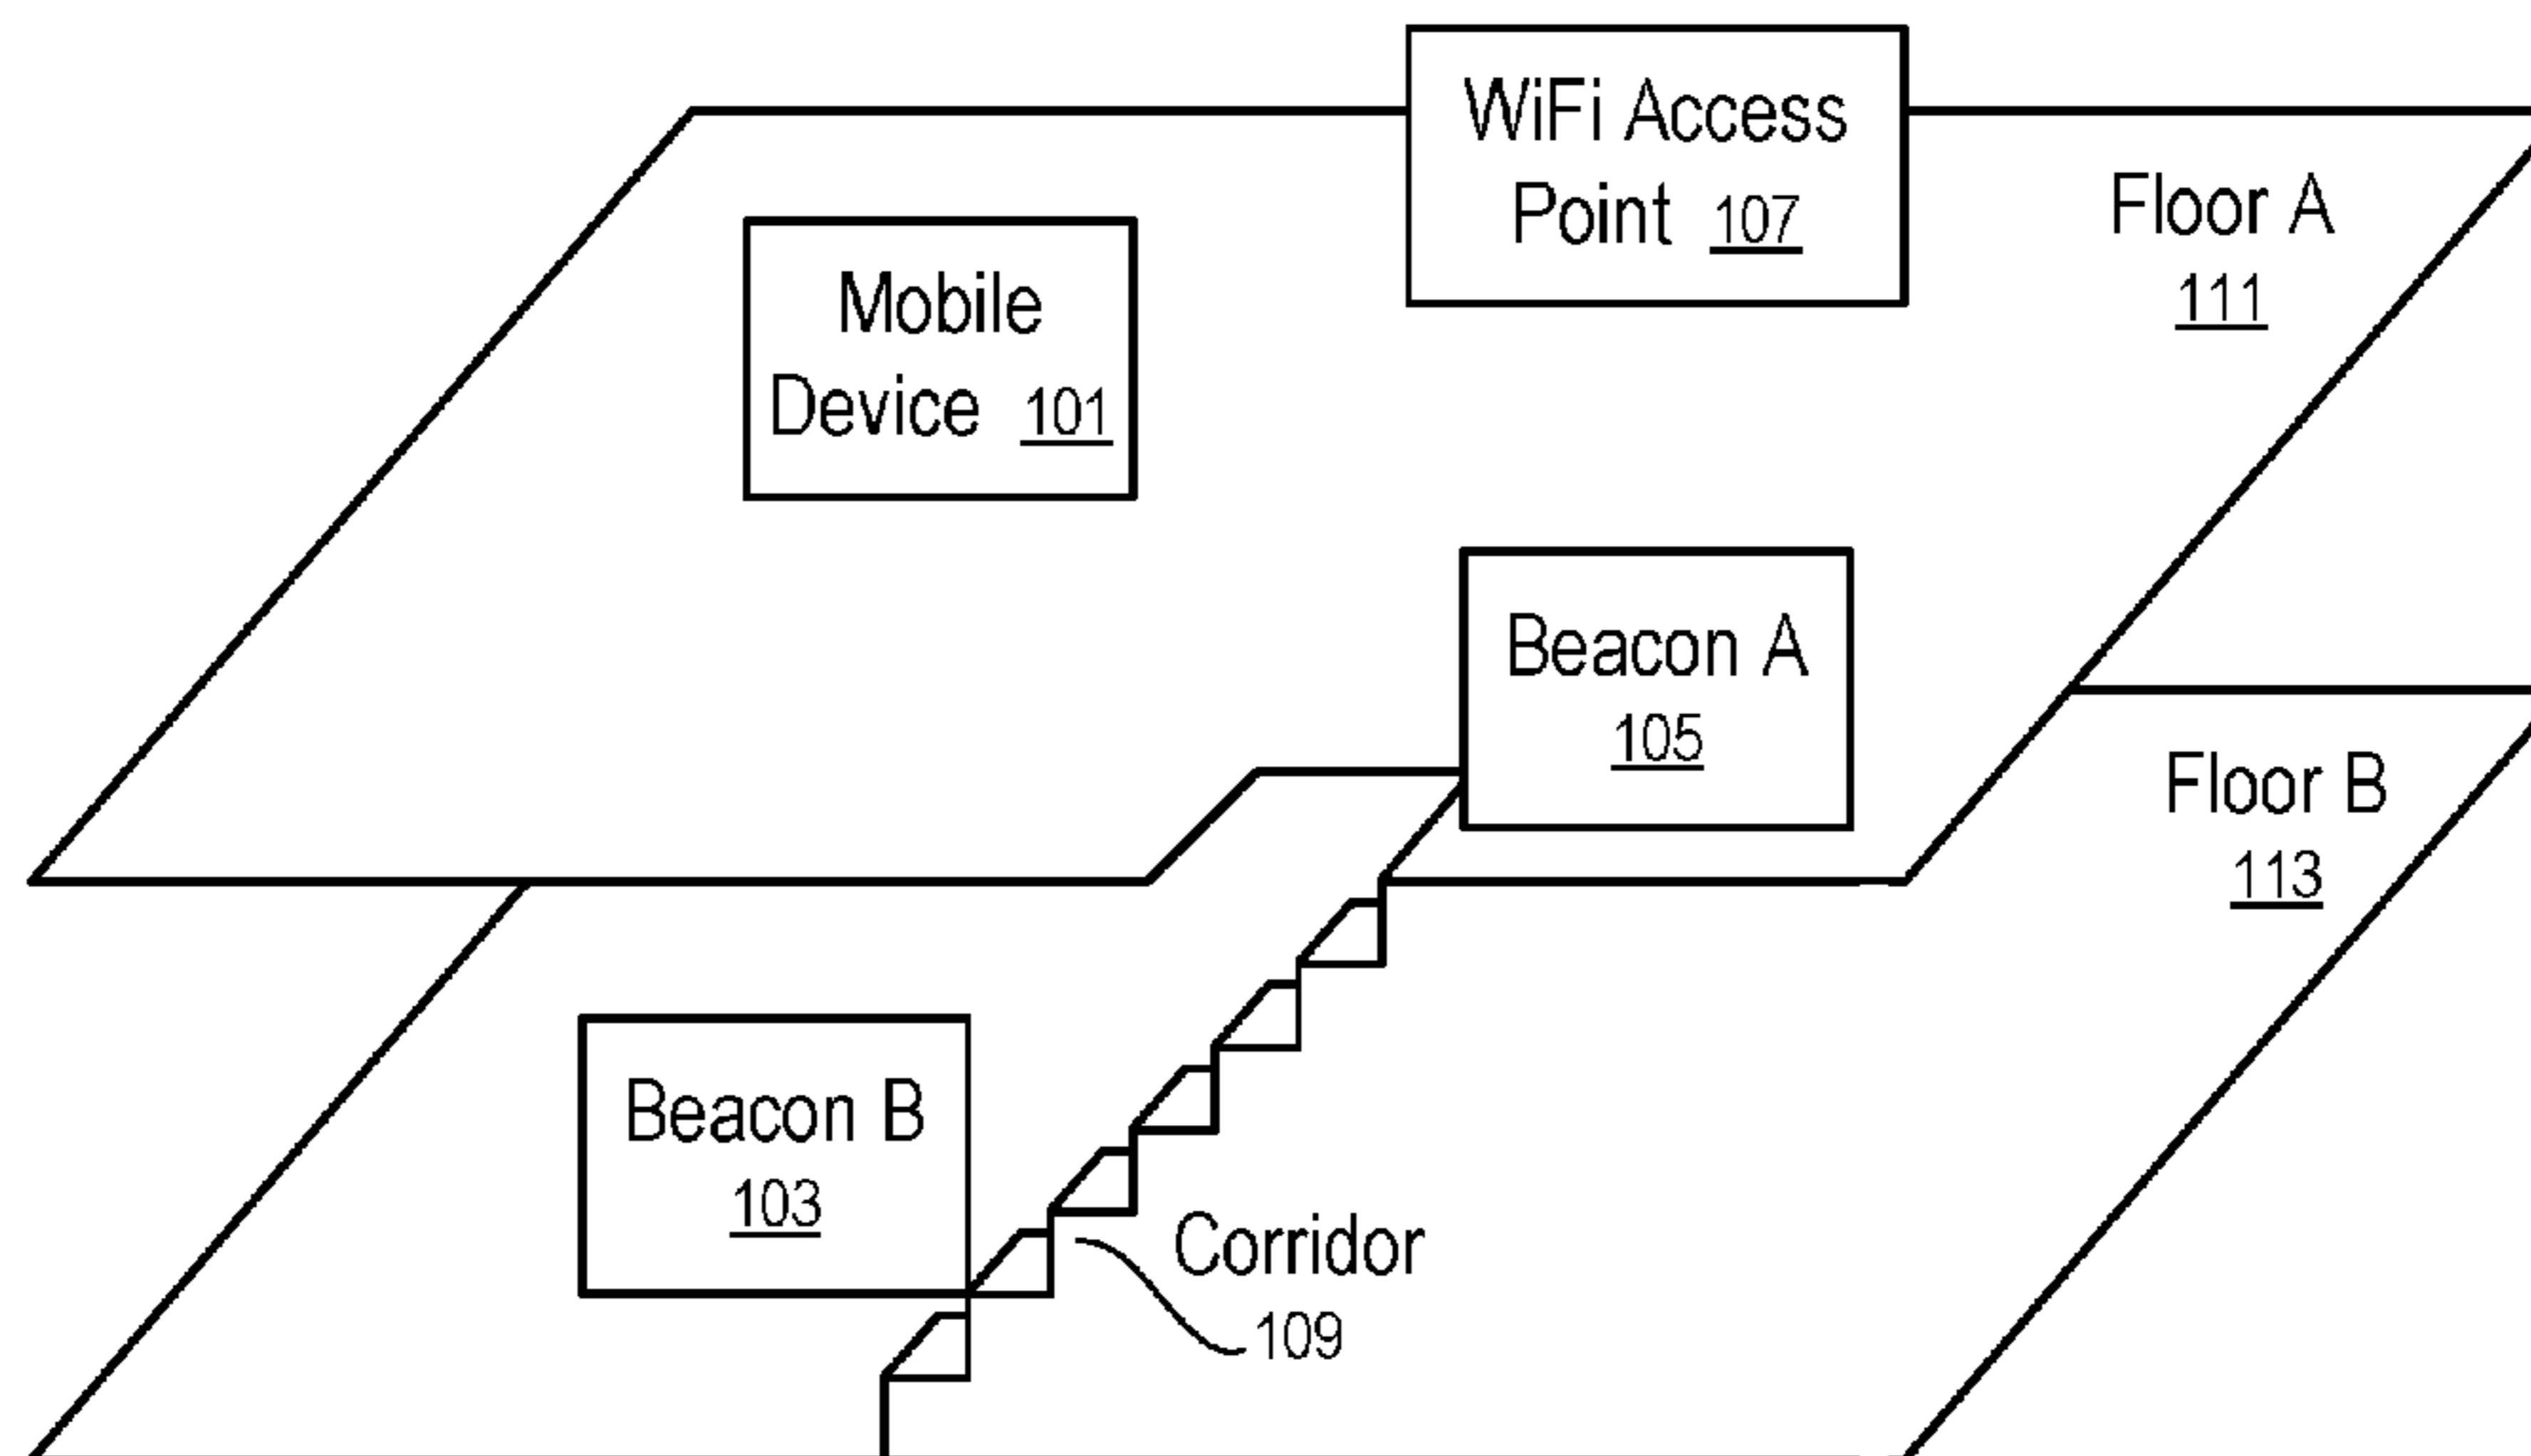 WiFi Access
Point 107
Floor A
111
Mobile
Device 101
Beacon A
105
Floor B
113
Beacon B
103
Corridor
109